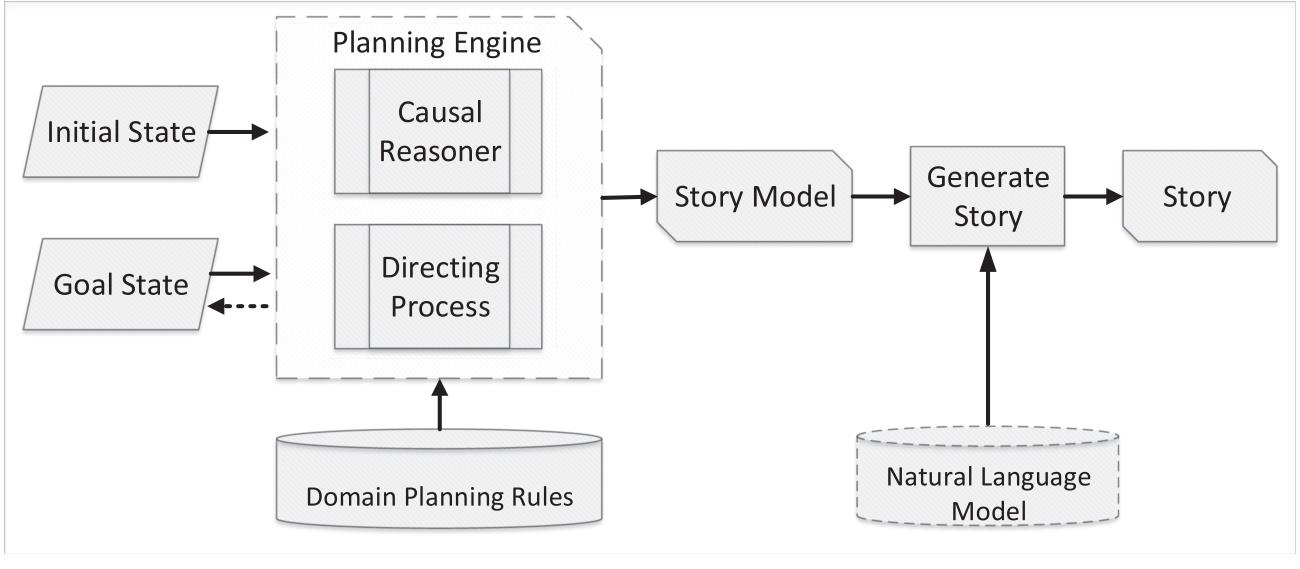 Planning Engine
Initial State
Causal
Reasoner
Goal State
Directing
Process
Story Model
Generate
Story
Story
Domain Planning Rules
Natural Language
Model